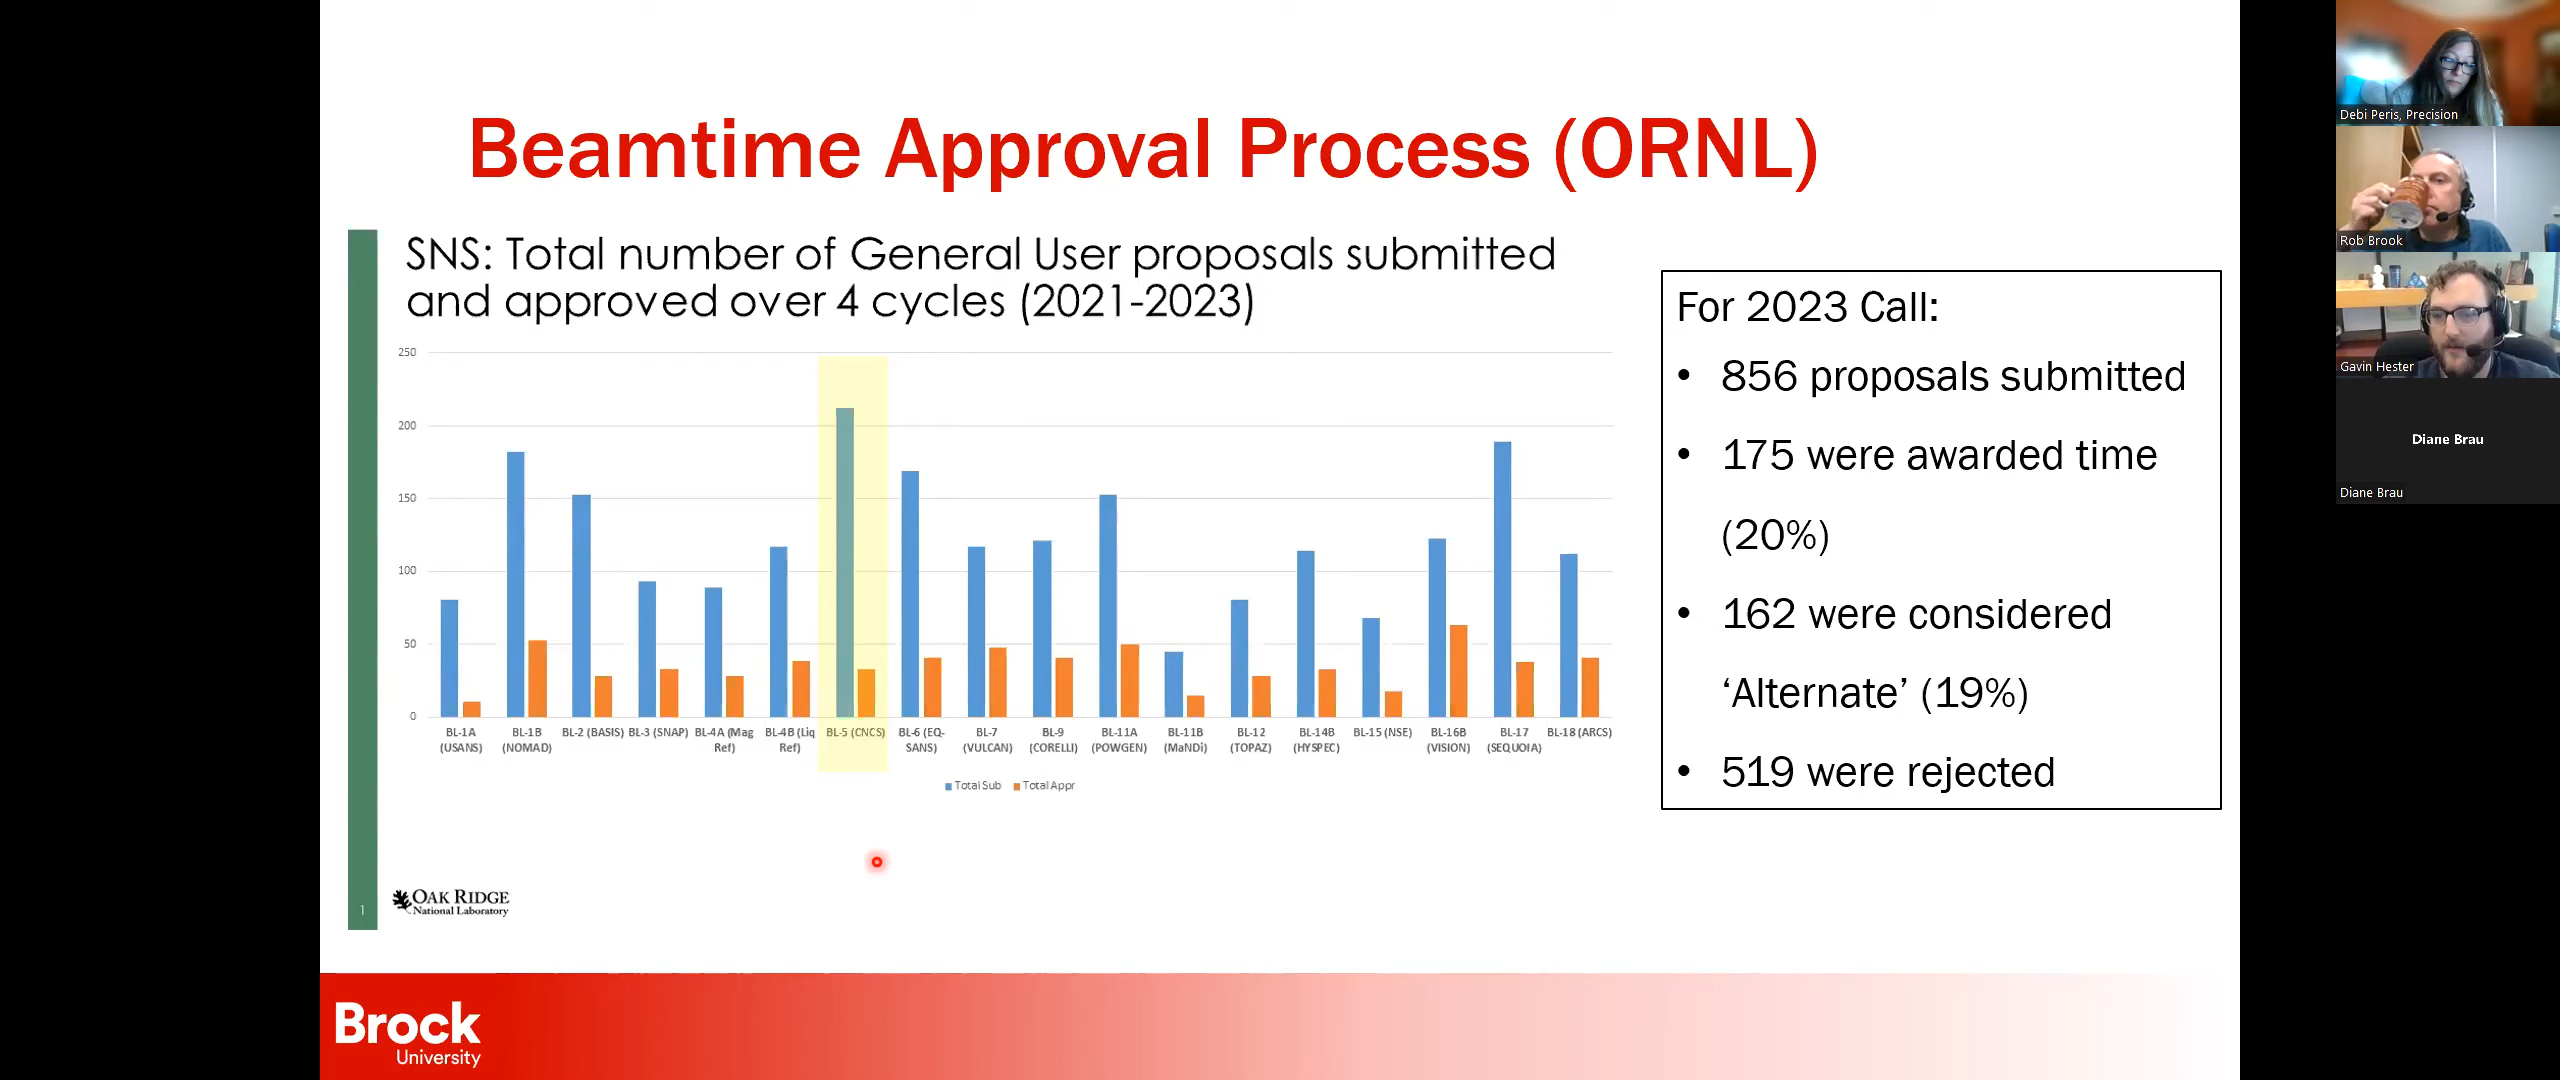 Beamtime Approval Process (ORNL)
SNS: Total number of General User proposals submitted
and approved over 4 cycles (2021-2023)
250
200
150
100
50
0
BL-1A (USANS)
BL-1B (NOMAD)
BL-2 (BASIS)
BL-3 (SNAP)
BL-4A (Mag Ref)
BL-4B (Liq Ref)
BL-5 (CNCS)
BL-6 (EQ-SANS)
BL-7 (VULCAN)
BL-9 (CORELLI)
BL-11A (POWGEN)
BL-11B (MaNDi)
BL-12 (TOPAZ)
BL-14B (HYSPEC)
BL-15 (NSE)
BL-16B (VISION)
BL-17 (SEQUOIA)
BL-18 (ARCS)
Total Sub
Total Appr
For 2023 Call:
• 856 proposals submitted
• 175 were awarded time
(20%)
• 162 were considered
‘Alternate’ (19%)
• 519 were rejected
1
OAK RIDGE
National Laboratory
Brock
University
Debi Peris, Precision
Rob Brook
Gavin Hester
Diane Brau
Diane Brau